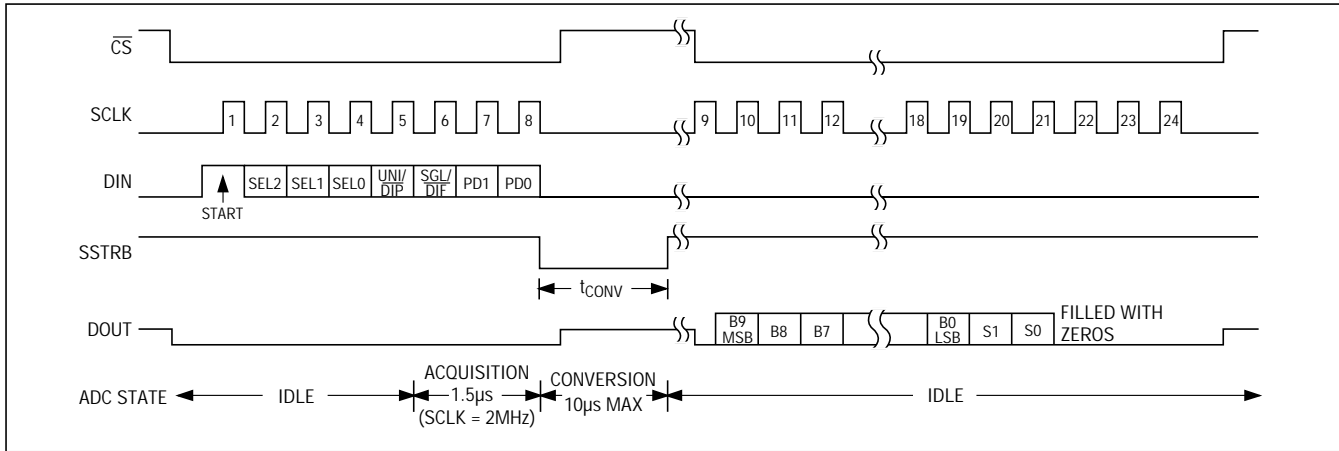 CS
SCLK
1 2 3 4 5 6 7 8 9 10 11 12 18 19 20 21 22 23 24
DIN
SEL2 SEL1 SEL0 UNI/ DIP SGL/ DIF PD1 PD0
START
SSTRB
tCONV
DOUT
B9 MSB B8 B7 B0 LSB S1 S0 FILLED WITH ZEROS
ADC STATE
IDLE
ACQUISITION
1.5µs
(SCLK = 2MHz)
CONVERSION
10µs MAX
IDLE